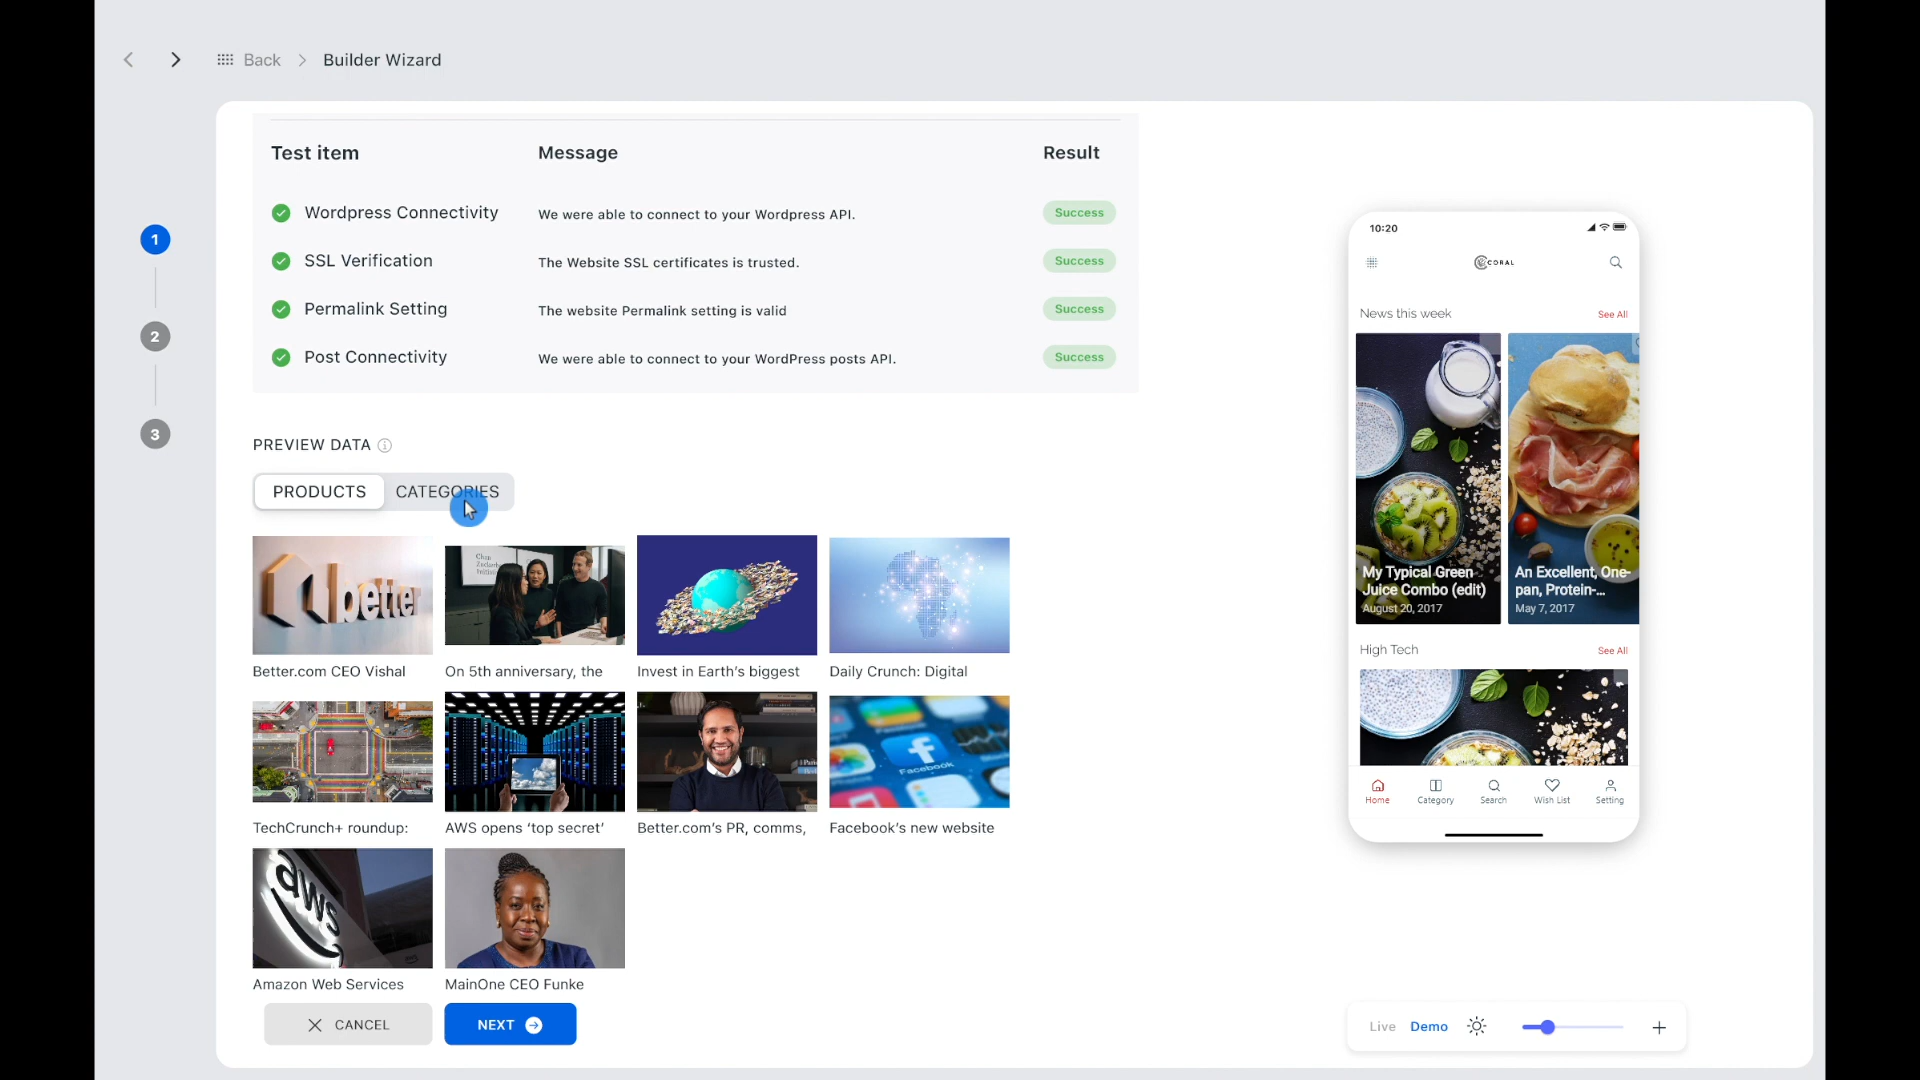 Back
Builder Wizard
Test item Message Result
Wordpress Connectivity We were able to connect to your Wordpress API. Success
SSL Verification The Website SSL certificates is trusted. Success
Permalink Setting The website Permalink setting is valid Success
Post Connectivity We were able to connect to your WordPress posts API. Success
1
2
3
PREVIEW DATA
PRODUCTS CATEGORIES
better
Chan
Zuckerberg
Initiative
Better.com CEO Vishal
On 5th anniversary, the
Invest in Earth's biggest
Daily Crunch: Digital
Facebook
TechCrunch+ roundup:
AWS opens ‘top secret’
Better.com's PR, comms,
Facebook's new website
aws
Amazon Web Services
MainOne CEO Funke
CANCEL
NEXT
10:20
CORAL
News this week See All
My Typical Green
Juice Combo (edit)
August 20, 2017
An Excellent, One-
pan, Protein-...
May 7, 2017
High Tech See All
Home Category Search Wish List Setting
Live Demo